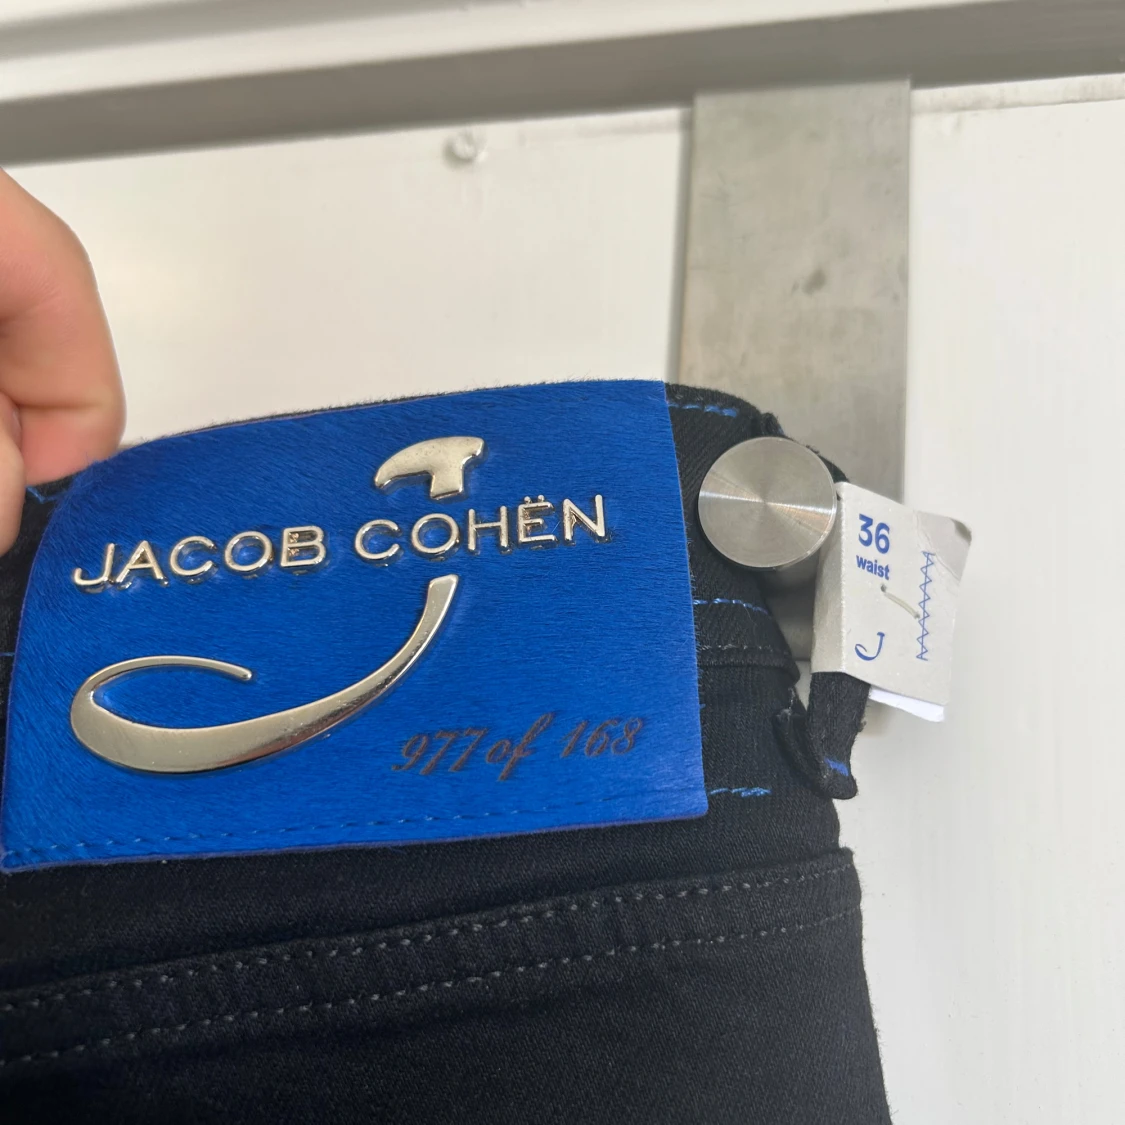 JACOB COHËN
977 of 168
36
waist
J